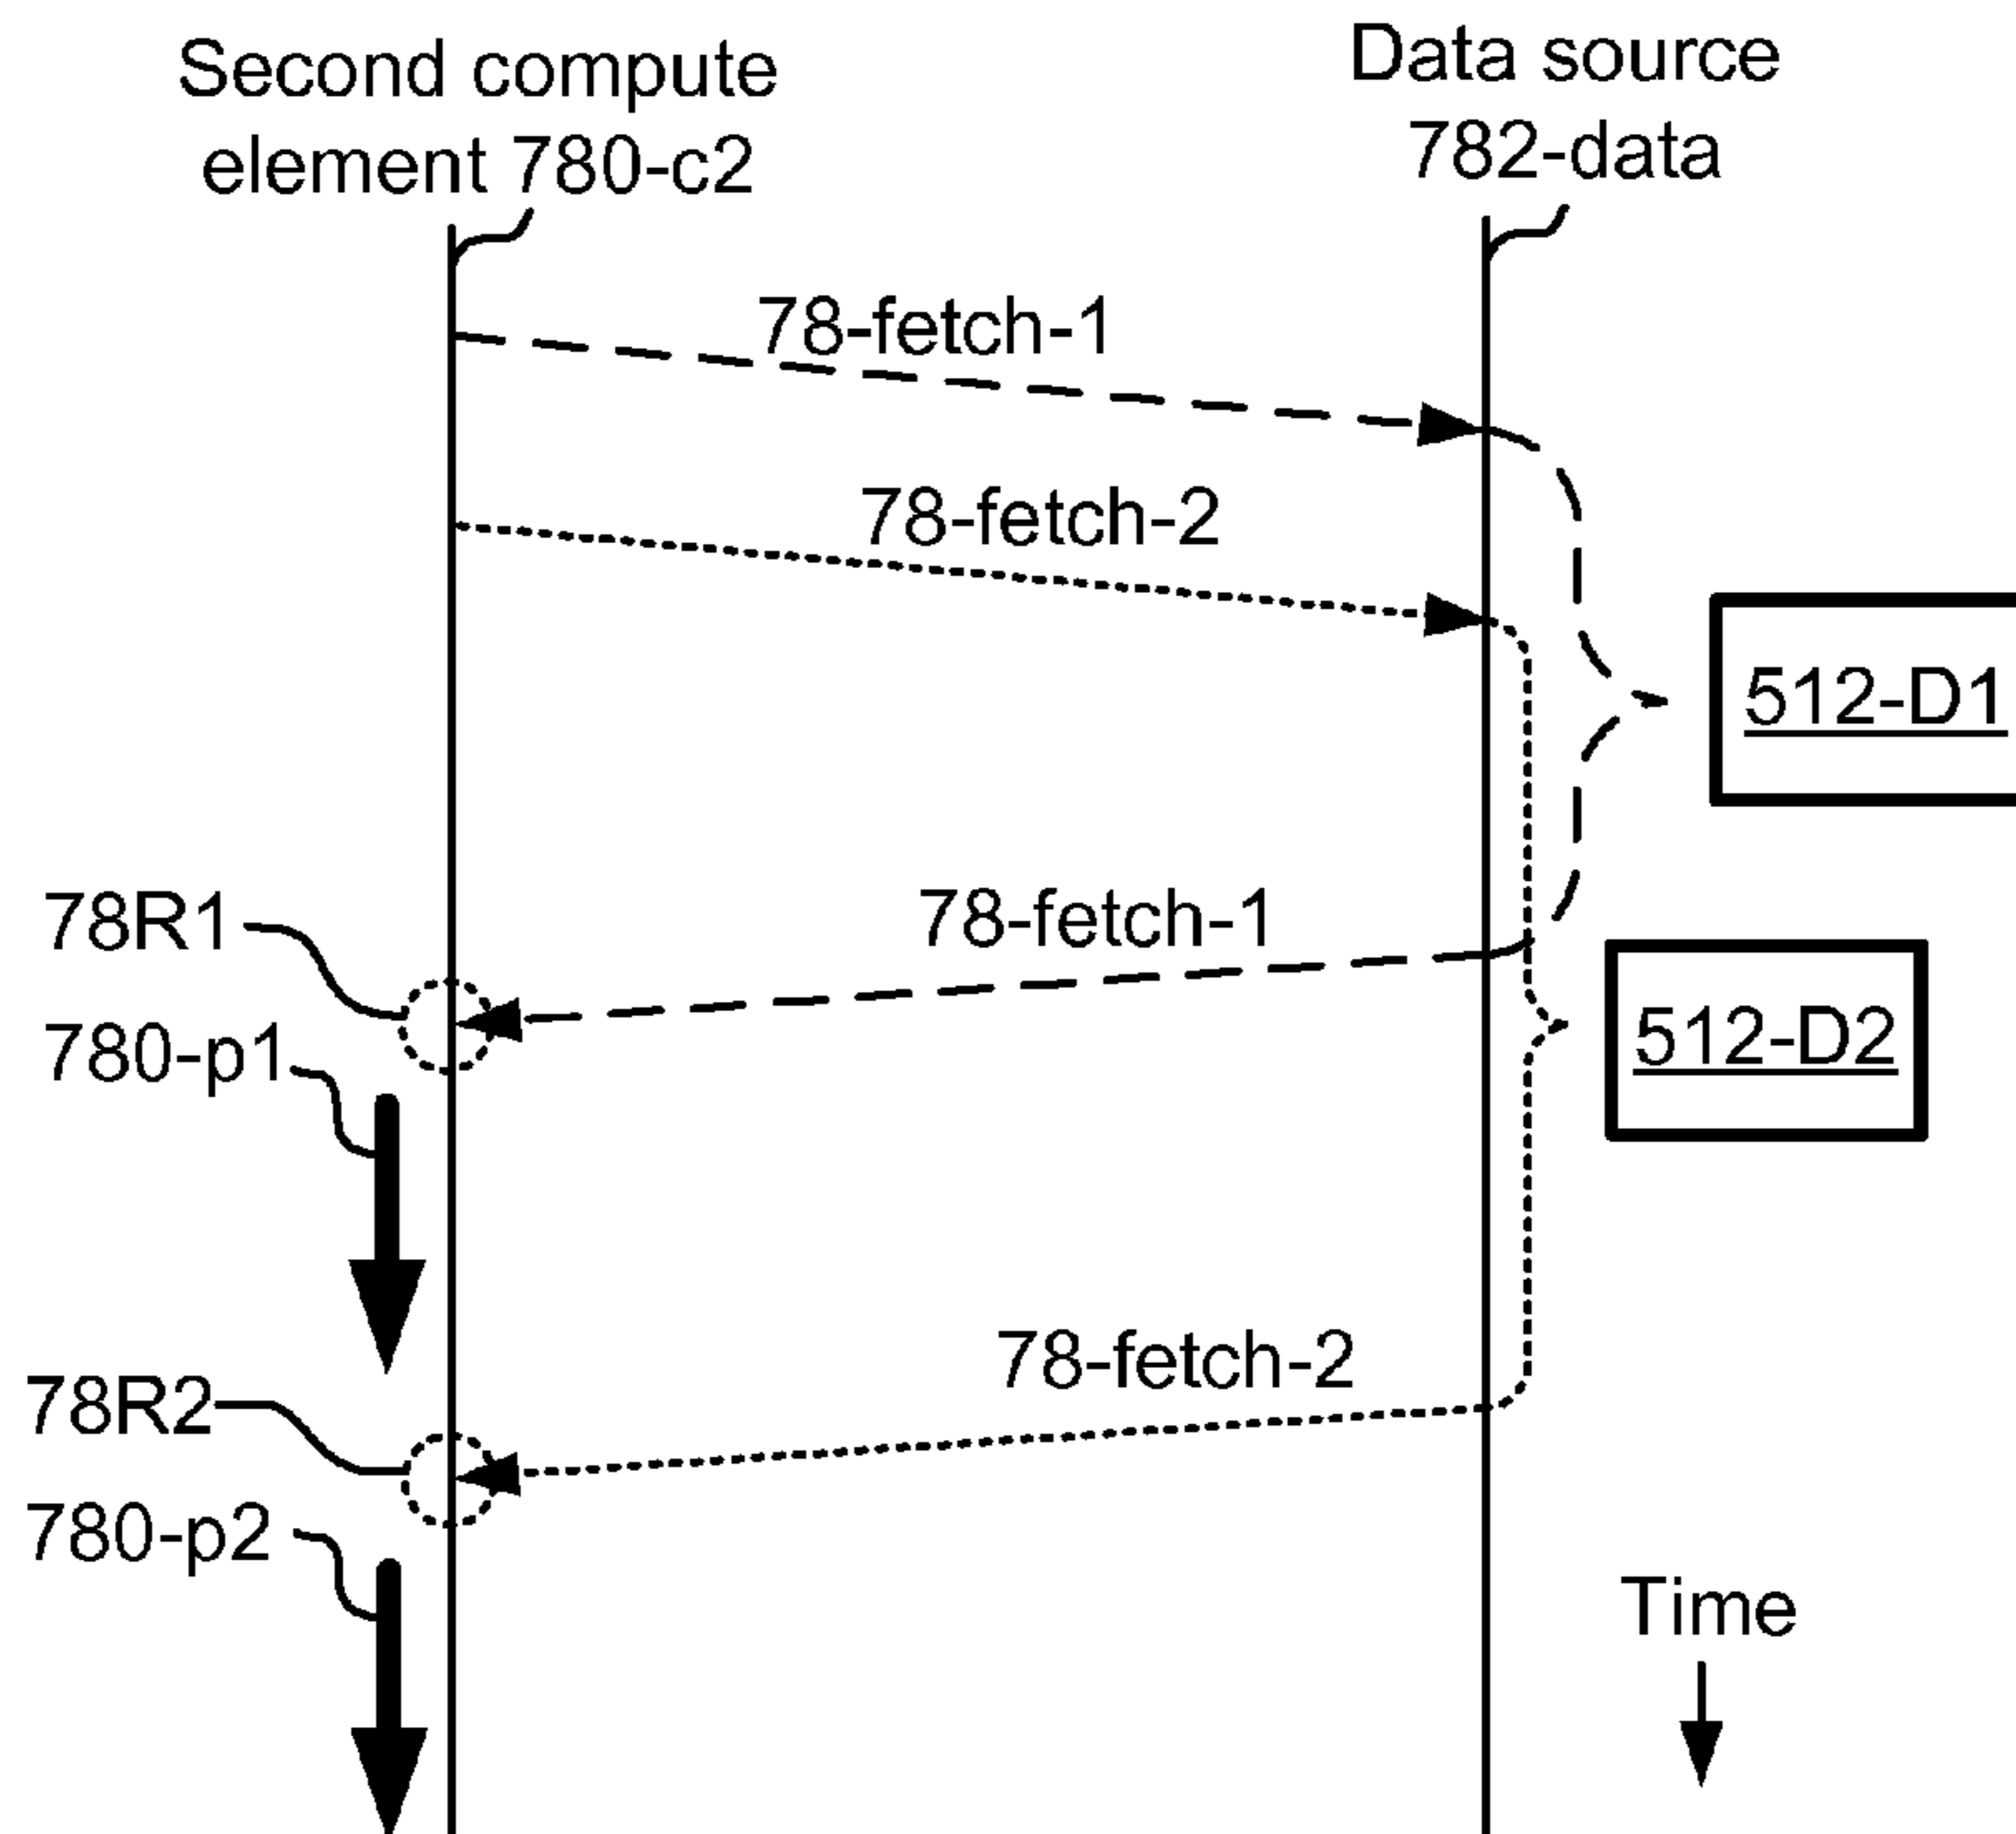 Second compute
element 780-c2
Data source
782-data
78-fetch-1
78-fetch-2
512-D1
78-fetch-1
78R1
512-D2
780-p1
78-fetch-2
78R2
780-p2
Time